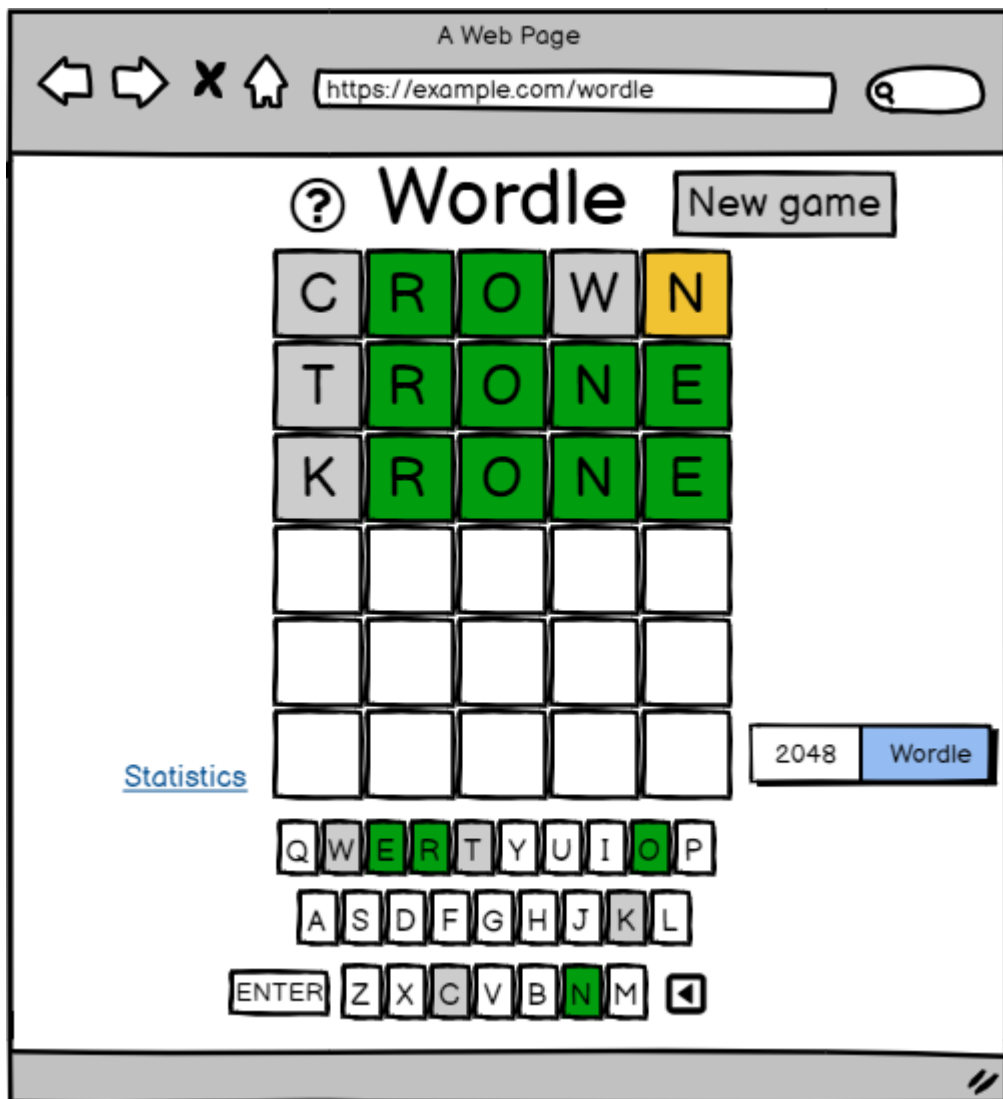 A Web Page
https://example.com/wordle
? Wordle New game
C R O W N
T R O N E
K R O N E
Statistics
2048 Wordle
Q W E R T Y U I O P
A S D F G H J K L
ENTER Z X C V B N M